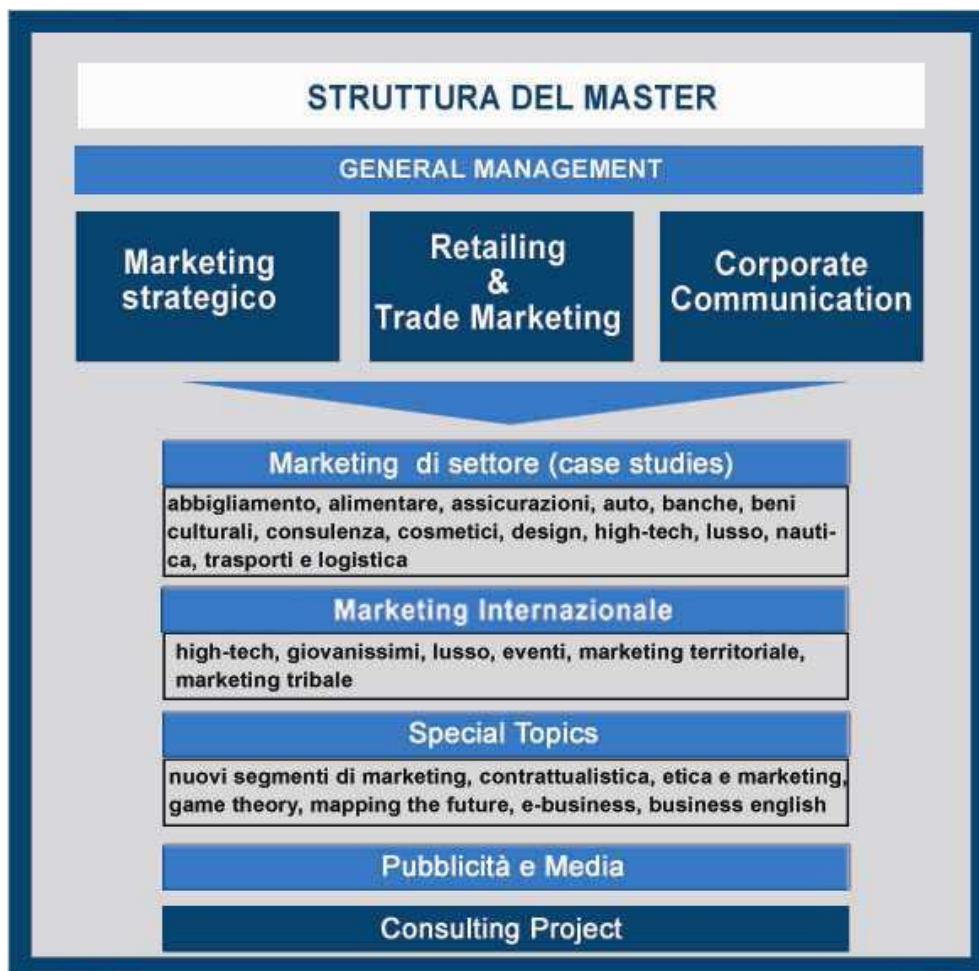 STRUTTURA DEL MASTER
GENERAL MANAGEMENT
Marketing
strategico
Retailing
&
Trade Marketing
Corporate
Communication
Marketing di settore (case studies)
abbigliamento, alimentare, assicurazioni, auto, banche, beni
culturali, consulenza, cosmetici, design, high-tech, lusso, nauti-
ca, trasporti e logistica
Marketing Internazionale
high-tech, giovanissimi, lusso, eventi, marketing territoriale,
marketing tribale
Special Topics
nuovi segmenti di marketing, contrattualistica, etica e marketing,
game theory, mapping the future, e-business, business english
Pubblicità e Media
Consulting Project